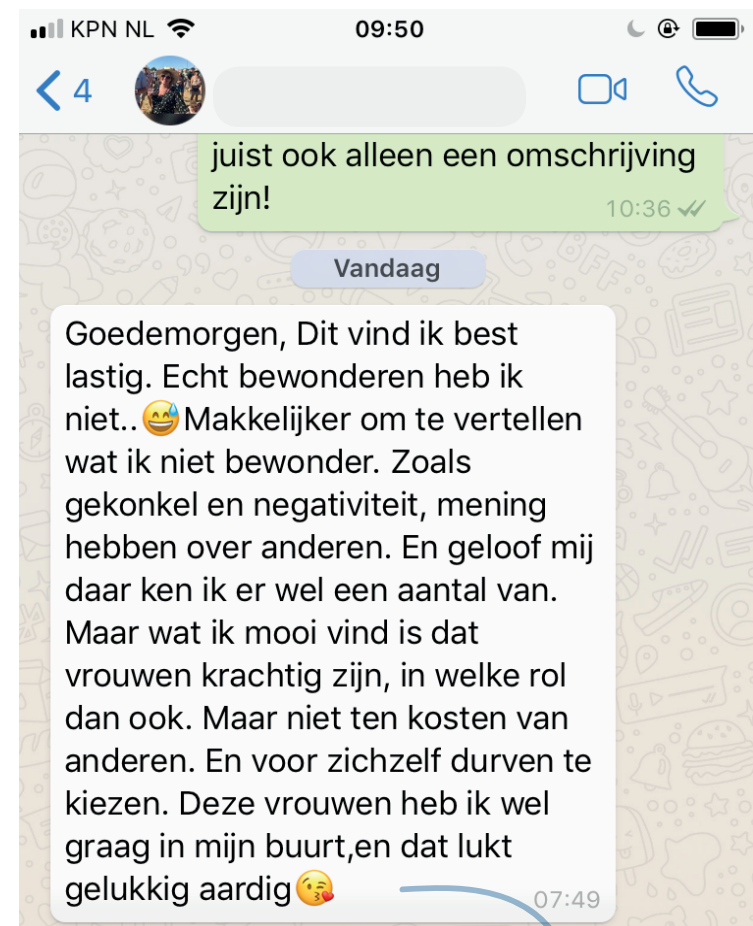 KPN NL 09:50
4
juist ook alleen een omschrijving
zijn!
10:36
Vandaag
Goedemorgen, Dit vind ik best
lastig. Echt bewonderen heb ik
niet..😅Makkelijker om te vertellen
wat ik niet bewonder. Zoals
gekonkel en negativiteit, mening
hebben over anderen. En geloof mij
daar ken ik er wel een aantal van.
Maar wat ik mooi vind is dat
vrouwen krachtig zijn, in welke rol
dan ook. Maar niet ten kosten van
anderen. En voor zichzelf durven te
kiezen. Deze vrouwen heb ik wel
graag in mijn buurt,en dat lukt
gelukkig aardig😘
07:49